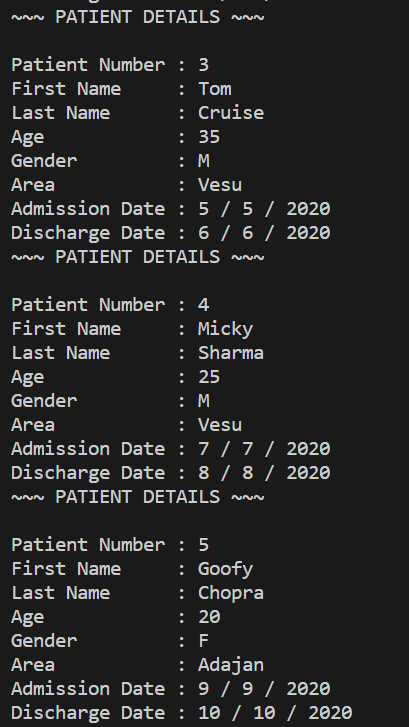 ~~~ PATIENT DETAILS ~~~
Patient Number : 3
First Name     : Tom
Last Name      : Cruise
Age            : 35
Gender         : M
Area           : Vesu
Admission Date : 5 / 5 / 2020
Discharge Date : 6 / 6 / 2020
~~~ PATIENT DETAILS ~~~
Patient Number : 4
First Name     : Micky
Last Name      : Sharma
Age            : 25
Gender         : M
Area           : Vesu
Admission Date : 7 / 7 / 2020
Discharge Date : 8 / 8 / 2020
~~~ PATIENT DETAILS ~~~
Patient Number : 5
First Name     : Goofy
Last Name      : Chopra
Age            : 20
Gender         : F
Area           : Adajan
Admission Date : 9 / 9 / 2020
Discharge Date : 10 / 10 / 2020